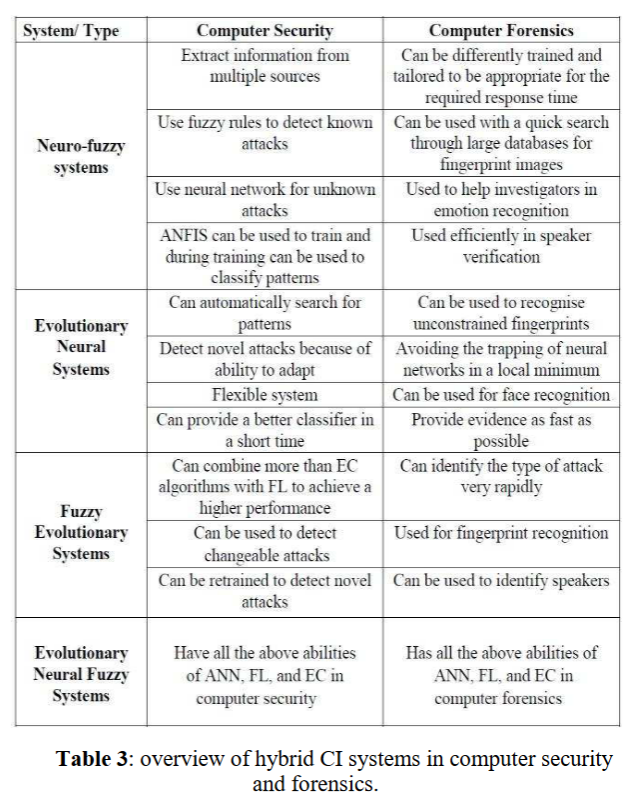 System/ Type
Computer Security
Computer Forensics
Neuro-fuzzy
systems
Extract information from
multiple sources
Can be differently trained and
tailored to be appropriate for the
required response time
Use fuzzy rules to detect known
attacks
Can be used with a quick search
through large databases for
fingerprint images
Use neural network for unknown
attacks
Used to help investigators in
emotion recognition
ANFIS can be used to train and
during training can be used to
classify patterns
Used efficiently in speaker
verification
Evolutionary
Neural
Systems
Can automatically search for
patterns
Can be used to recognise
unconstrained fingerprints
Detect novel attacks because of
ability to adapt
Avoiding the trapping of neural
networks in a local minimum
Flexible system
Can be used for face recognition
Can provide a better classifier in
a short time
Provide evidence as fast as
possible
Fuzzy
Evolutionary
Systems
Can combine more than EC
algorithms with FL to achieve a
higher performance
Can identify the type of attack
very rapidly
Can be used to detect
changeable attacks
Used for fingerprint recognition
Can be retrained to detect novel
attacks
Can be used to identify speakers
Evolutionary
Neural Fuzzy
Systems
Have all the above abilities
of ANN, FL, and EC in
computer security
Has all the above abilities of
ANN, FL, and EC in
computer forensics
Table 3: overview of hybrid CI systems in computer security
and forensics.